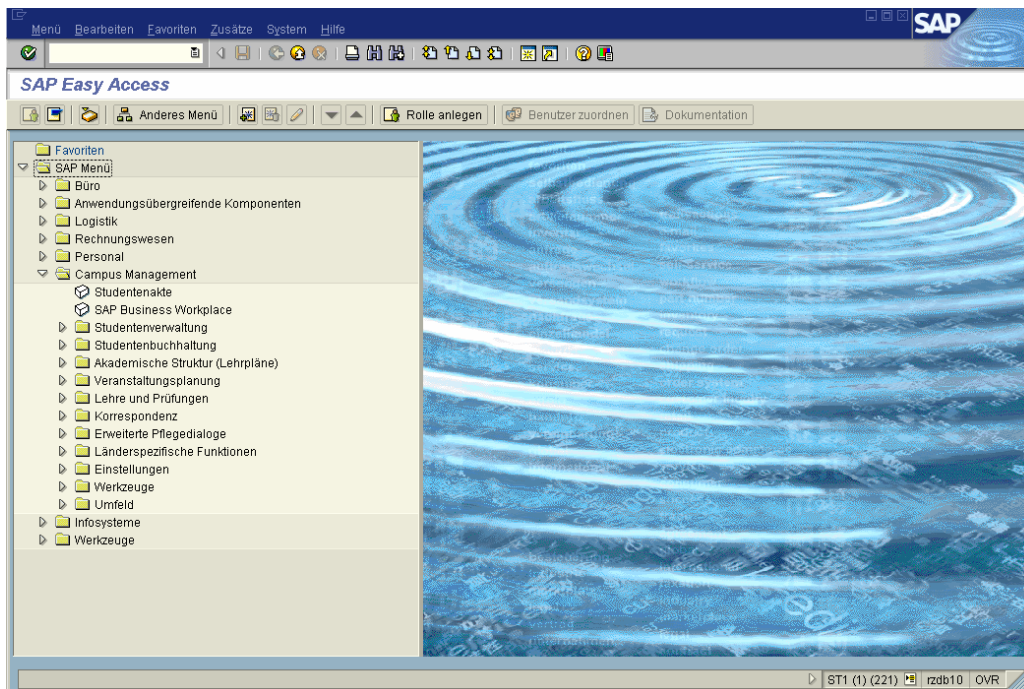 Menü Bearbeiten Favoriten Zusätze System Hilfe
SAP
SAP Easy Access
Anderes Menü Rolle anlegen Benutzer zuordnen Dokumentation
Favoriten
SAP Menü
Büro
Anwendungsübergreifende Komponenten
Logistik
Rechnungswesen
Personal
Campus Management
Studentenakte
SAP Business Workplace
Studentenverwaltung
Studentenbuchhaltung
Akademische Struktur (Lehrpläne)
Veranstaltungsplanung
Lehre und Prüfungen
Korrespondenz
Erweiterte Pflegedialoge
Länderspezifische Funktionen
Einstellungen
Werkzeuge
Umfeld
Infosysteme
Werkzeuge
ST1 (1) (221) rzdb10 OVR